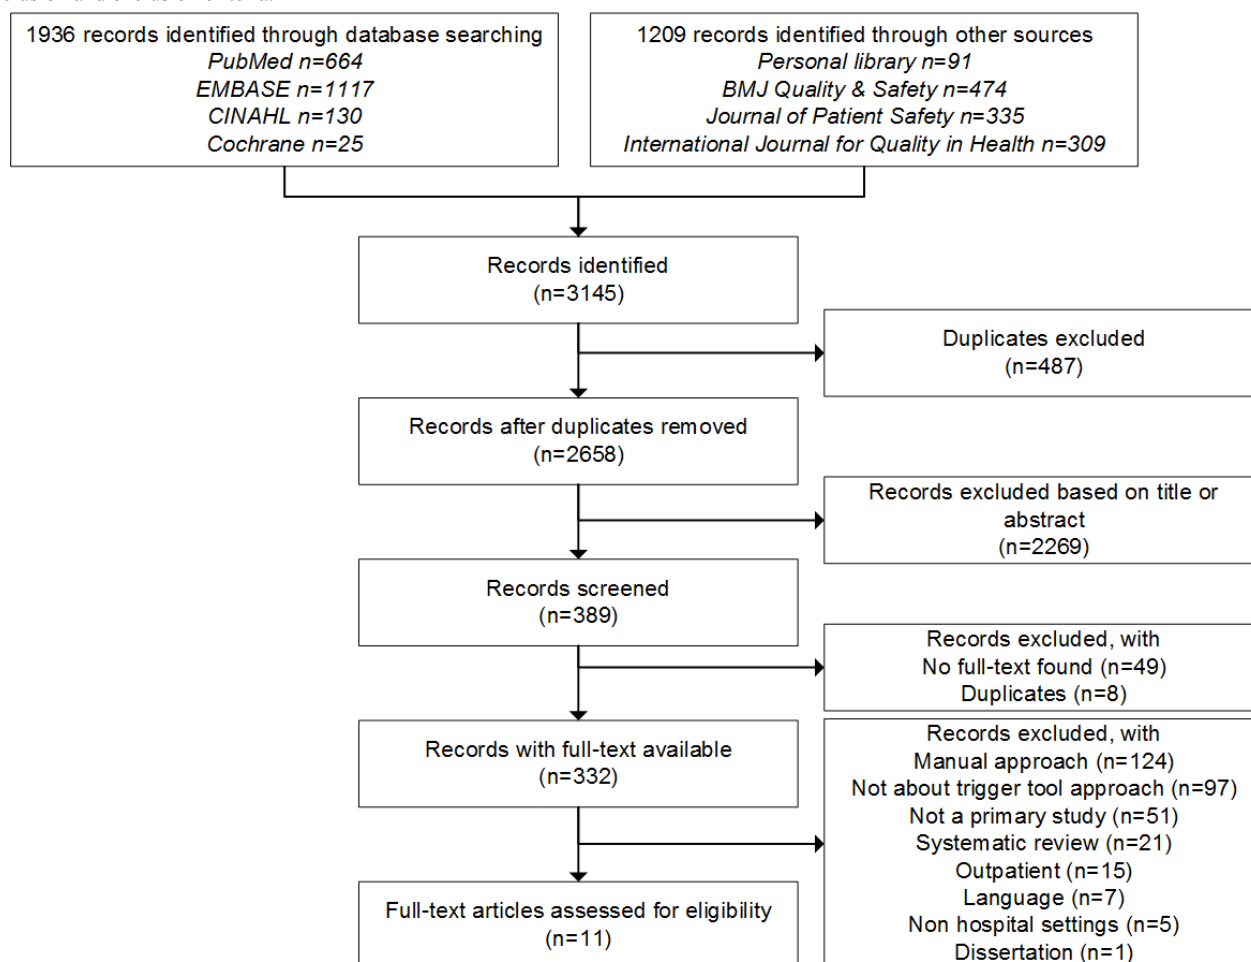 1936 records identified through database searching
PubMed n=664
EMBASE n=1117
CINAHL n=130
Cochrane n=25
1209 records identified through other sources
Personal library n=91
BMJ Quality & Safety n=474
Journal of Patient Safety n=335
International Journal for Quality in Health n=309
Records identified
(n=3145)
Duplicates excluded
(n=487)
Records after duplicates removed
(n=2658)
Records excluded based on title or
abstract
(n=2269)
Records screened
(n=389)
Records excluded, with
No full-text found (n=49)
Duplicates (n=8)
Records with full-text available
(n=332)
Records excluded, with
Manual approach (n=124)
Not about trigger tool approach (n=97)
Not a primary study (n=51)
Systematic review (n=21)
Outpatient (n=15)
Language (n=7)
Non hospital settings (n=5)
Dissertation (n=1)
Full-text articles assessed for eligibility
(n=11)